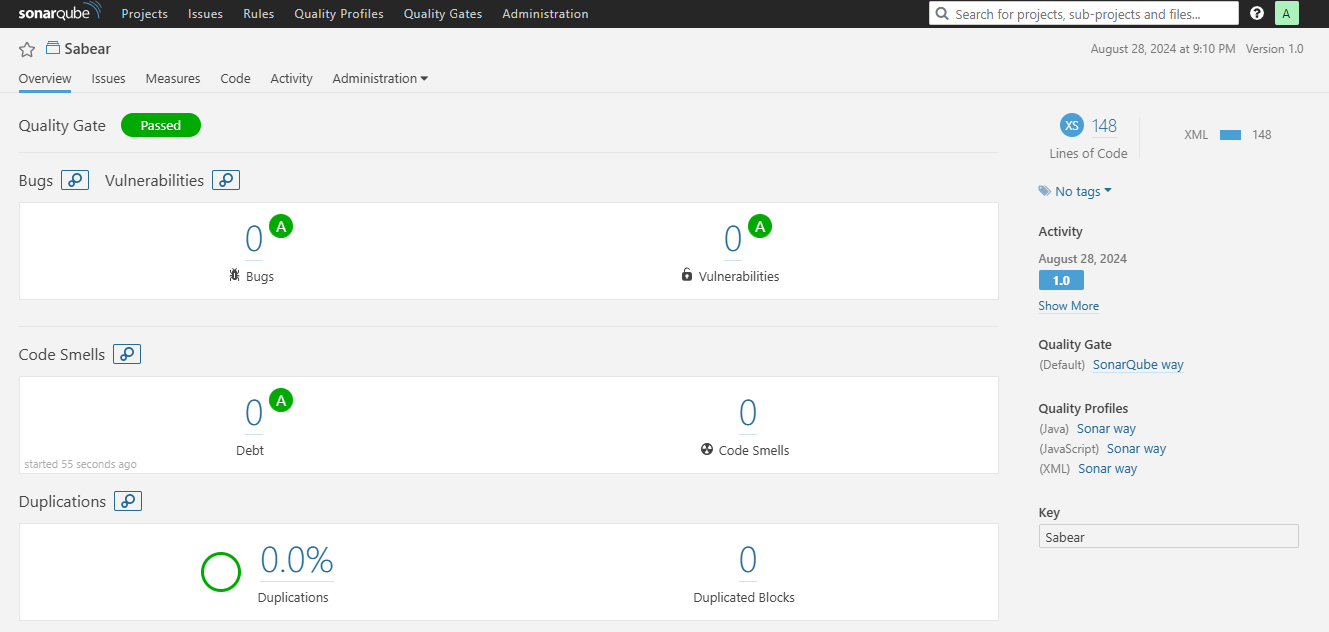 sonarqube Projects Issues Rules Quality Profiles Quality Gates Administration Search for projects, sub-projects and files... ? A
Sabear August 28, 2024 at 9:10 PM Version 1.0
Overview Issues Measures Code Activity Administration
Quality Gate Passed
Bugs Vulnerabilities
0 A
Bugs
0 A
Vulnerabilities
Code Smells
0 A
Debt
0
Code Smells
started 55 seconds ago
Duplications
0.0%
Duplications
0
Duplicated Blocks
XS 148
Lines of Code
XML 148
No tags
Activity
August 28, 2024
1.0
Show More
Quality Gate
(Default) SonarQube way
Quality Profiles
(Java) Sonar way
(JavaScript) Sonar way
(XML) Sonar way
Key
Sabear